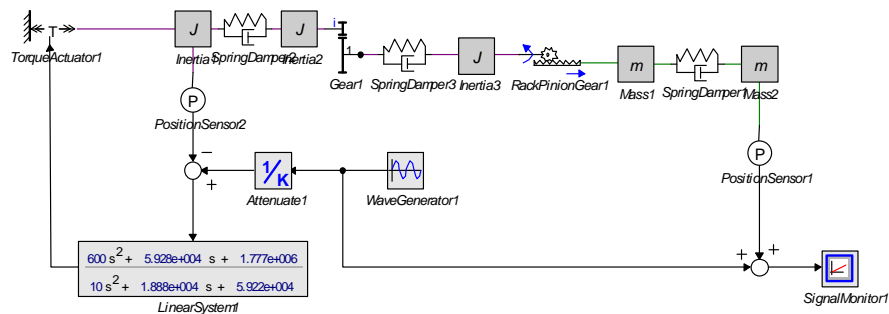 T
J
J
i
1
J
m
m
TorqueActuator1
Inertia1
SpringDamper2
Inertia2
Gear1
SpringDamper3
Inertia3
RackPinionGear1
Mass1
SpringDamper1
Mass2
P
PositionSensor2
P
PositionSensor1
−
+
1/K
Attenuate1
WaveGenerator1
600 s2 + 5.928e+004 s + 1.777e+006
10 s2 + 1.888e+004 s + 5.922e+004
LinearSystem1
+
+
SignalMonitor1